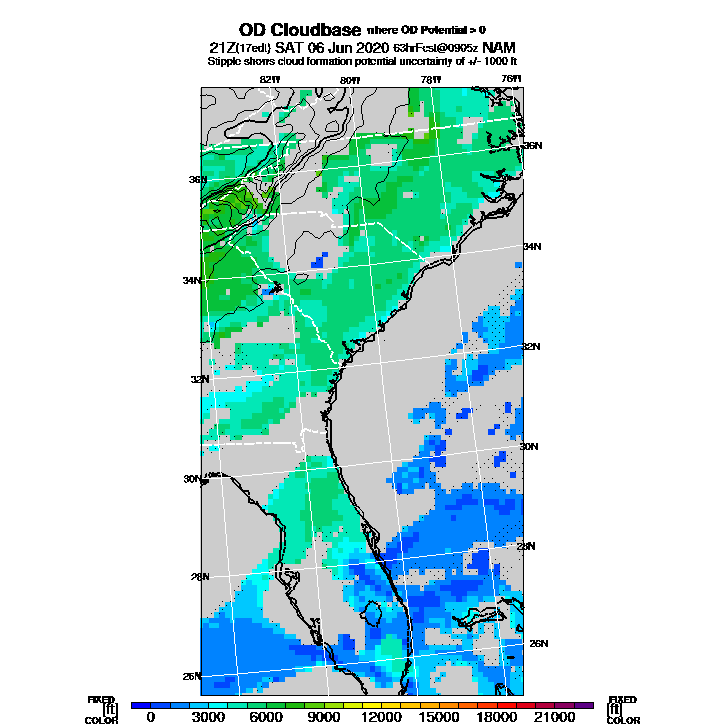 OD Cloudbase where OD Potential > 0
21Z(17edt) SAT 06 Jun 2020 63hrFcst@0905z NAM
Stipple shows cloud formation potential uncertainty of +/- 1000 ft
82W 80W 78W 76W
36N 36N
34N 34N
32N 32N
30N 30N
28N 28N
26N 26N
FIXED [ft] COLOR
0 3000 6000 9000 12000 15000 18000 21000
FIXED [ft] COLOR